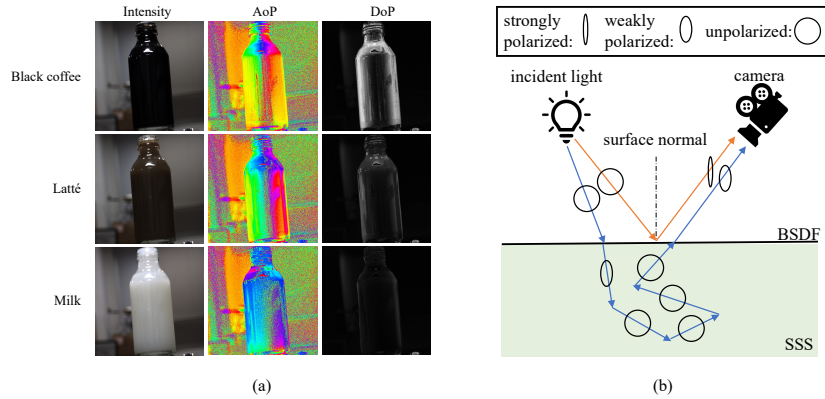 Intensity
AoP
DoP
Black coffee
Latté
Milk
(a)
strongly polarized:
weakly polarized:
unpolarized:
incident light
camera
surface normal
BSDF
SSS
(b)